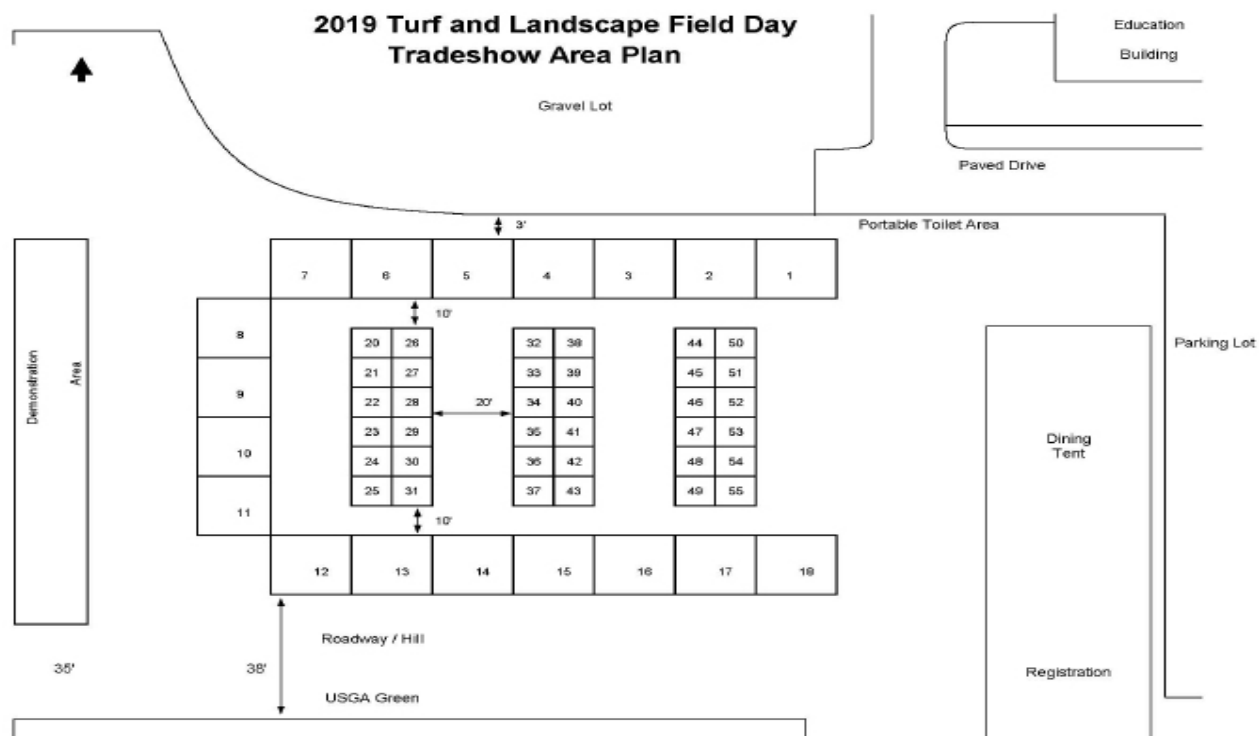 2019 Turf and Landscape Field Day
Tradeshow Area Plan
Education
Building
Gravel Lot
Paved Drive
Portable Toilet Area
3'
7 6 5 4 3 2 1
10'
8
9
10
11
20 26
21 27
22 28
23 29
24 30
25 31
20'
32 38
33 39
34 40
35 41
36 42
37 43
44 50
45 51
46 52
47 53
48 54
49 55
10'
12 13 14 15 16 17 18
Demonstration
Area
Parking Lot
Dining
Tent
Registration
Roadway / Hill
35'
38'
USGA Green